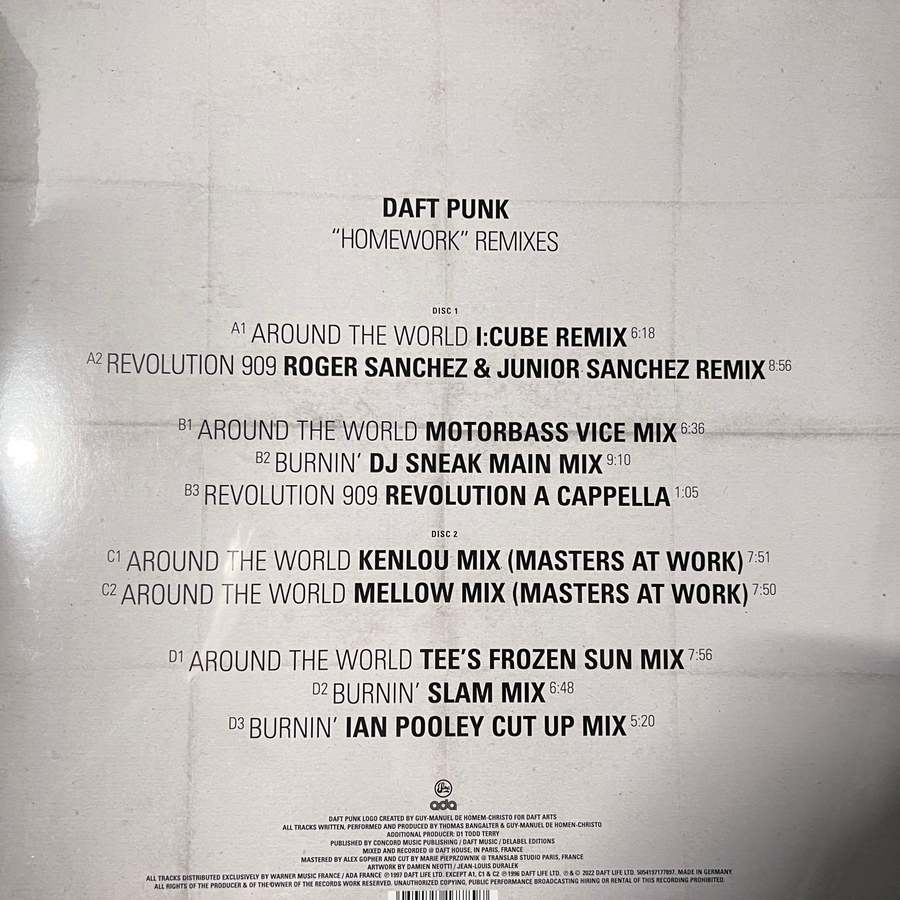 DAFT PUNK
“HOMEWORK” REMIXES
DISC 1
A1 AROUND THE WORLD I:CUBE REMIX 6:18
A2 REVOLUTION 909 ROGER SANCHEZ & JUNIOR SANCHEZ REMIX 8:56
B1 AROUND THE WORLD MOTORBASS VICE MIX 6:36
B2 BURNIN’ DJ SNEAK MAIN MIX 9:10
B3 REVOLUTION 909 REVOLUTION A CAPPELLA 1:05
DISC 2
C1 AROUND THE WORLD KENLOU MIX (MASTERS AT WORK) 7:51
C2 AROUND THE WORLD MELLOW MIX (MASTERS AT WORK) 7:50
D1 AROUND THE WORLD TEE’S FROZEN SUN MIX 7:56
D2 BURNIN’ SLAM MIX 6:48
D3 BURNIN’ IAN POOLEY CUT UP MIX 5:20
ada
DAFT PUNK LOGO CREATED BY GUY-MANUEL DE HOMEM-CHRISTO FOR DAFT ARTS
ALL TRACKS WRITTEN, PERFORMED AND PRODUCED BY THOMAS BANGALTER & GUY-MANUEL DE HOMEN-CHRISTO
ADDITIONAL PRODUCER: D1 TODD TERRY
PUBLISHED BY CONCORD MUSIC PUBLISHING / DAFT MUSIC / DELABEL EDITIONS
MIXED AND RECORDED @ DAFT HOUSE, IN PARIS, FRANCE
MASTERED BY ALEX GOPHER AND CUT BY MARIE PIEPRZOWNIK @ TRANSLAB STUDIO PARIS, FRANCE
ARTWORK BY DAMIEN NEOTTI / JEAN-LOUIS DURALEK
ALL TRACKS DISTRIBUTED EXCLUSIVELY BY WARNER MUSIC FRANCE / ADA FRANCE ℗ 1997 DAFT LIFE LTD. EXCEPT A1, C1 & C2 ℗ 1996 DAFT LIFE LTD. ℗ & © 2022 DAFT LIFE LTD. 5054197177897. MADE IN GERMANY
ALL RIGHTS OF THE PRODUCER & OF THE OWNER OF THE RECORDS WORK RESERVED. UNAUTHORIZED COPYING, PUBLIC PERFORMANCE BROADCASTING HIRING OR RENTAL OF THIS RECORDING PROHIBITED.